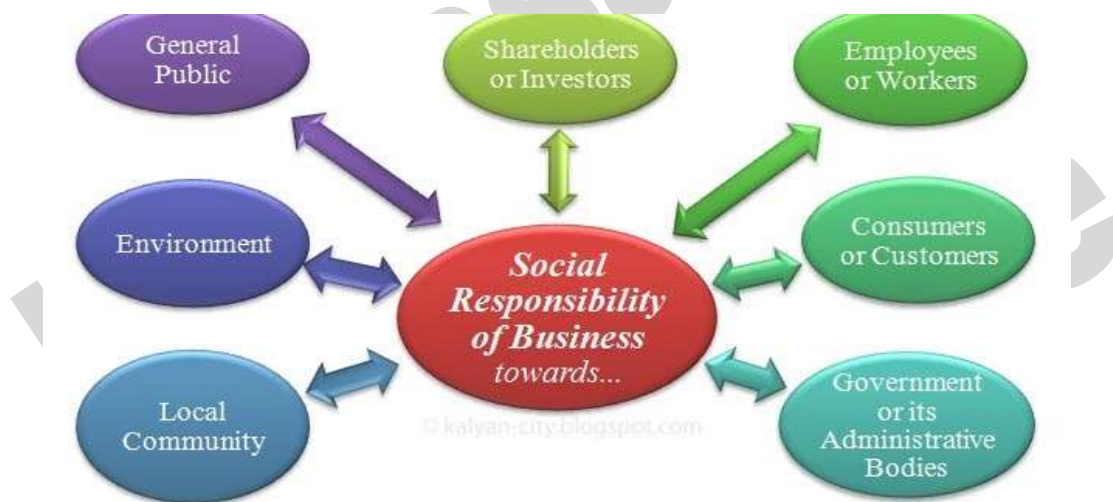 General
Public
Shareholders
or Investors
Employees
or Workers
Environment
Social
Responsibility
of Business
towards...
Consumers
or Customers
Local
Community
© kalyan-city.blogspot.com
Government
or its
Administrative
Bodies